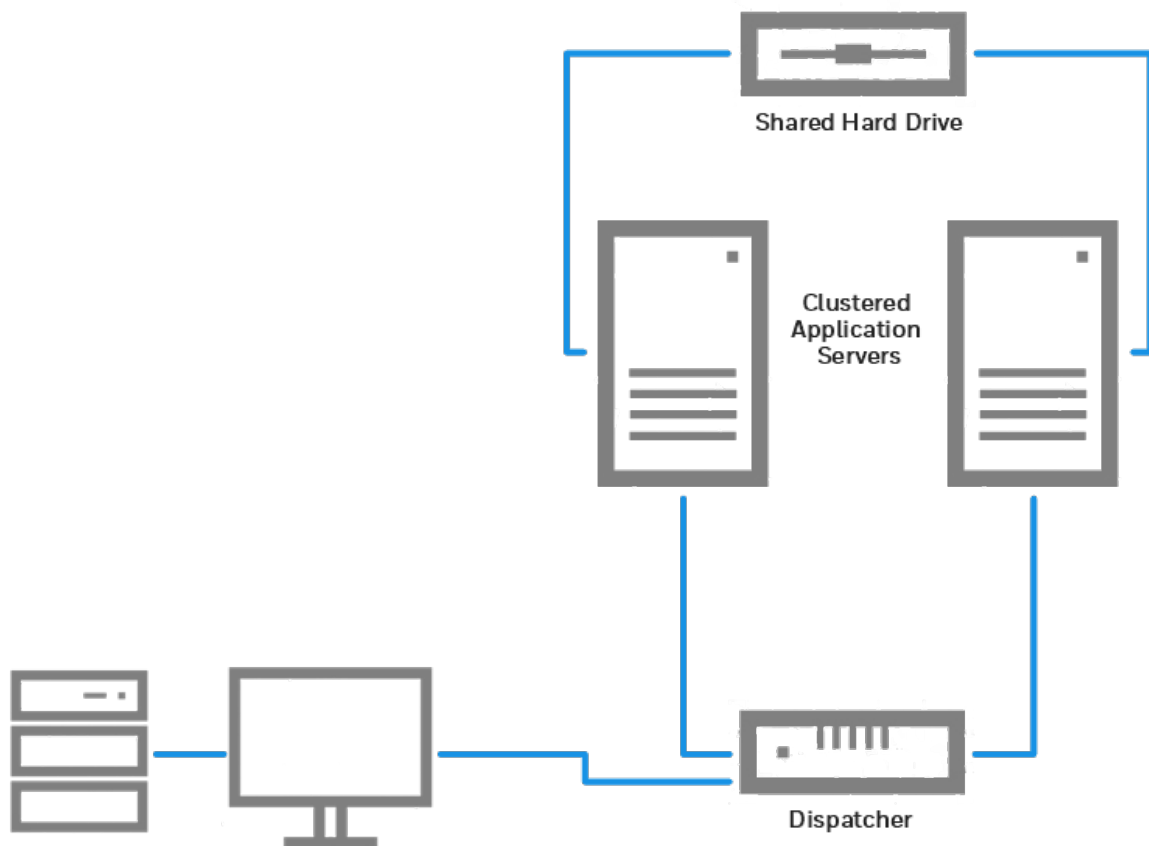 Shared Hard Drive
Clustered
Application
Servers
Dispatcher